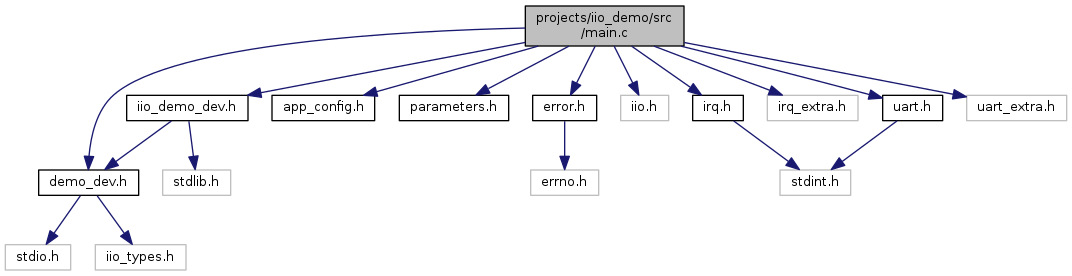 projects/iio_demo/src
/main.c
iio_demo_dev.h
app_config.h
parameters.h
error.h
iio.h
irq.h
irq_extra.h
uart.h
uart_extra.h
demo_dev.h
stdlib.h
errno.h
stdint.h
stdio.h
iio_types.h